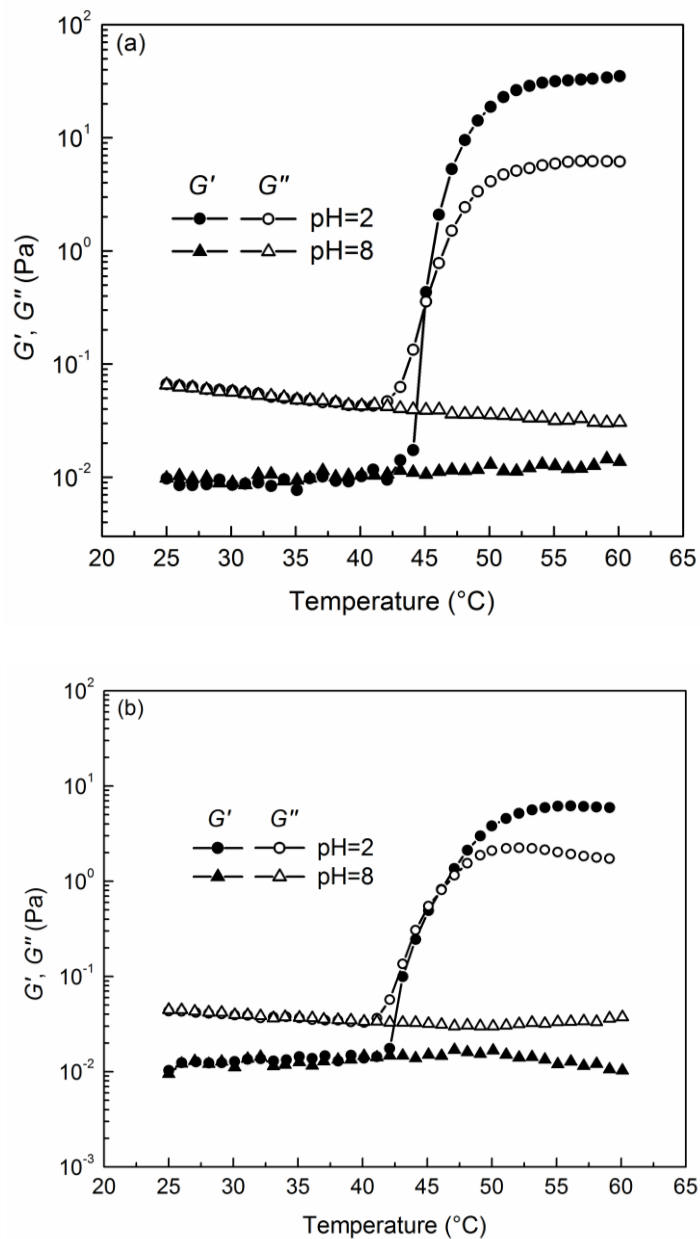 (a)
10²
10¹
10⁰
10⁻¹
10⁻²
G', G" (Pa)
G' G"
pH=2
pH=8
20 25 30 35 40 45 50 55 60 65
Temperature (°C)
(b)
10²
10¹
10⁰
10⁻¹
10⁻²
10⁻³
G', G" (Pa)
G' G"
pH=2
pH=8
20 25 30 35 40 45 50 55 60 65
Temperature (°C)